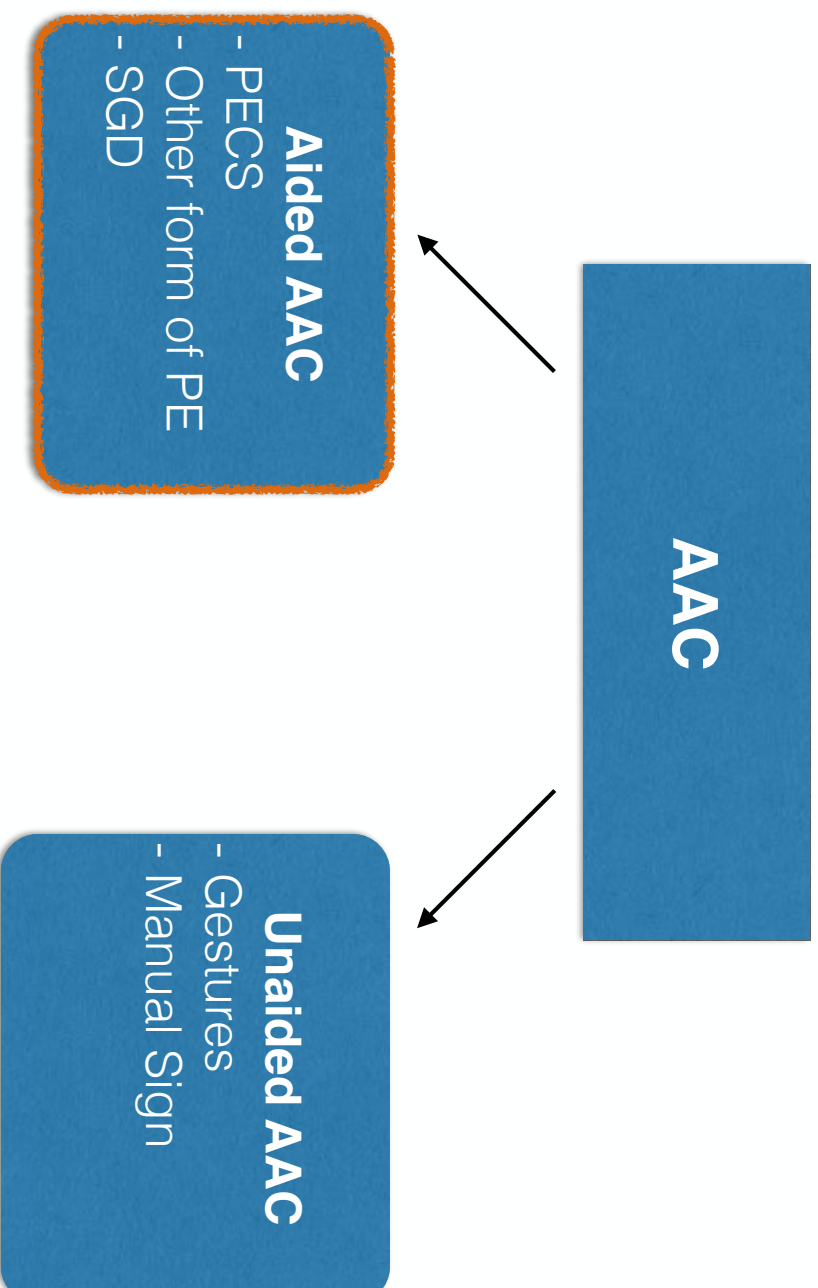 AAC
Aided AAC
- PECS
- Other form of PE
- SGD
Unaided AAC
- Gestures
- Manual Sign